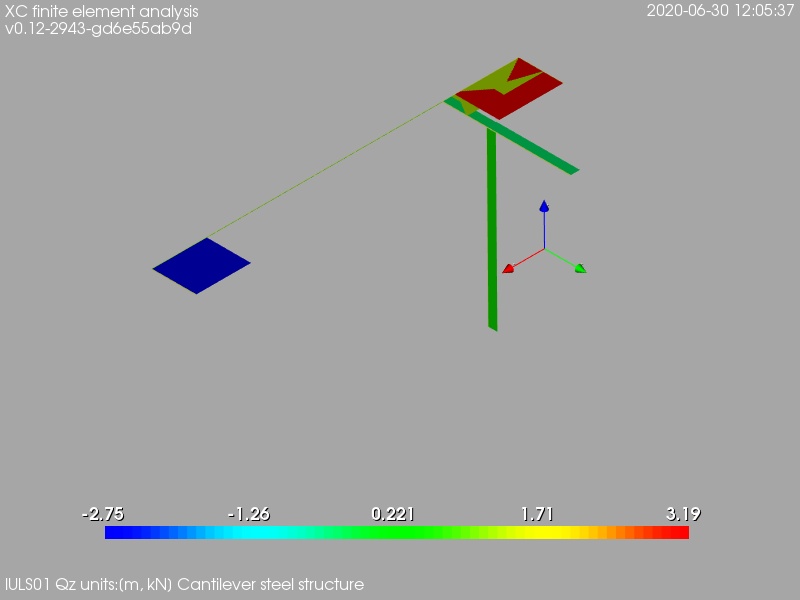 XC finite element analysis
v0.12-2943-gd6e55ab9d
2020-06-30 12:05:37
-2.75 -1.26 0.221 1.71 3.19
IULS01 Qz units:[m, kN] Cantilever steel structure